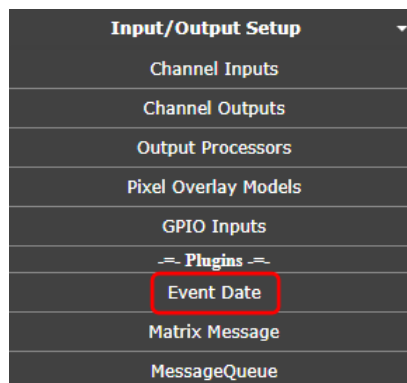 Input/Output Setup
Channel Inputs
Channel Outputs
Output Processors
Pixel Overlay Models
GPIO Inputs
-=- Plugins -=-
Event Date
Matrix Message
MessageQueue